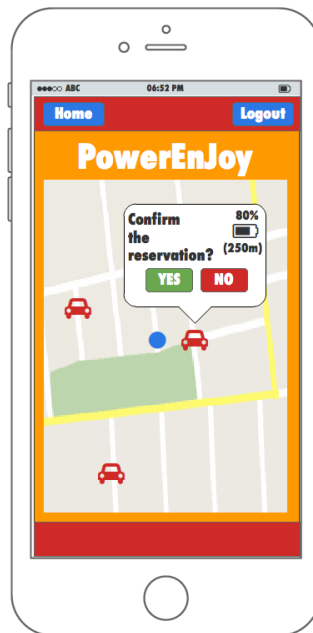 ABC 06:52 PM
Home Logout
PowerEnJoy
Confirm 80%
the
reservation? (250m)
YES NO